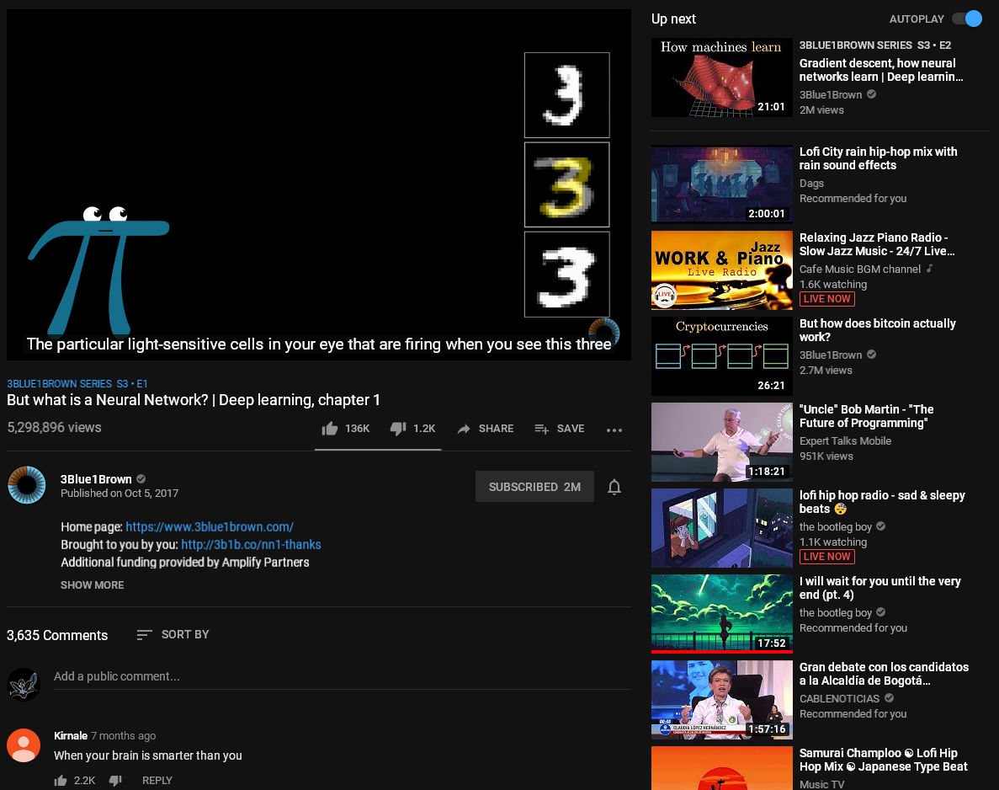 The particular light-sensitive cells in your eye that are firing when you see this three
3BLUE1BROWN SERIES S3 • E1
But what is a Neural Network? | Deep learning, chapter 1
5,298,896 views
136K
1.2K
SHARE
SAVE
3Blue1Brown
Published on Oct 5, 2017
SUBSCRIBED 2M
Home page: https://www.3blue1brown.com/
Brought to you by you: http://3b1b.co/nn1-thanks
Additional funding provided by Amplify Partners
SHOW MORE
3,635 Comments
SORT BY
Add a public comment...
Kirnale 7 months ago
When your brain is smarter than you
2.2K
REPLY
Up next
AUTOPLAY
How machines learn
21:01
3BLUE1BROWN SERIES S3 • E2
Gradient descent, how neural
networks learn | Deep learnin...
3Blue1Brown
2M views
2:00:01
Lofi City rain hip-hop mix with
rain sound effects
Dags
Recommended for you
Jazz
WORK & Piano
Live Radio
LIVE
Relaxing Jazz Piano Radio -
Slow Jazz Music - 24/7 Live...
Cafe Music BGM channel
1.6K watching
LIVE NOW
Cryptocurrencies
26:21
But how does bitcoin actually
work?
3Blue1Brown
2.7M views
1:18:21
"Uncle" Bob Martin - "The
Future of Programming"
Expert Talks Mobile
951K views
lofi hip hop radio - sad & sleepy
beats 😴
the bootleg boy
1.1K watching
LIVE NOW
17:52
I will wait for you until the very
end (pt. 4)
the bootleg boy
Recommended for you
CLAUDIA LÓPEZ HERNÁNDEZ
1:57:16
Gran debate con los candidatos
a la Alcaldía de Bogotá...
CABLENOTICIAS
Recommended for you
Samurai Champloo ☯ Lofi Hip
Hop Mix ☯ Japanese Type Beat
Music TV